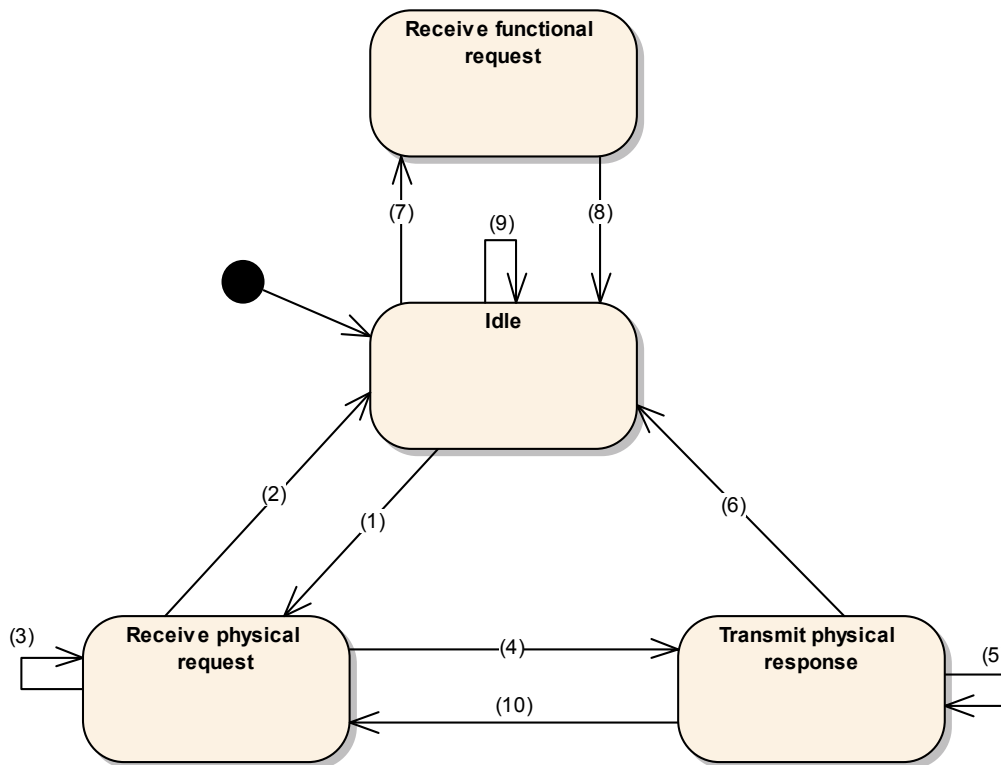 Receive functional
request
(7)
(8)
(9)
Idle
(2)
(1)
(6)
(3)
Receive physical
request
(4)
Transmit physical
response
(5
(10)